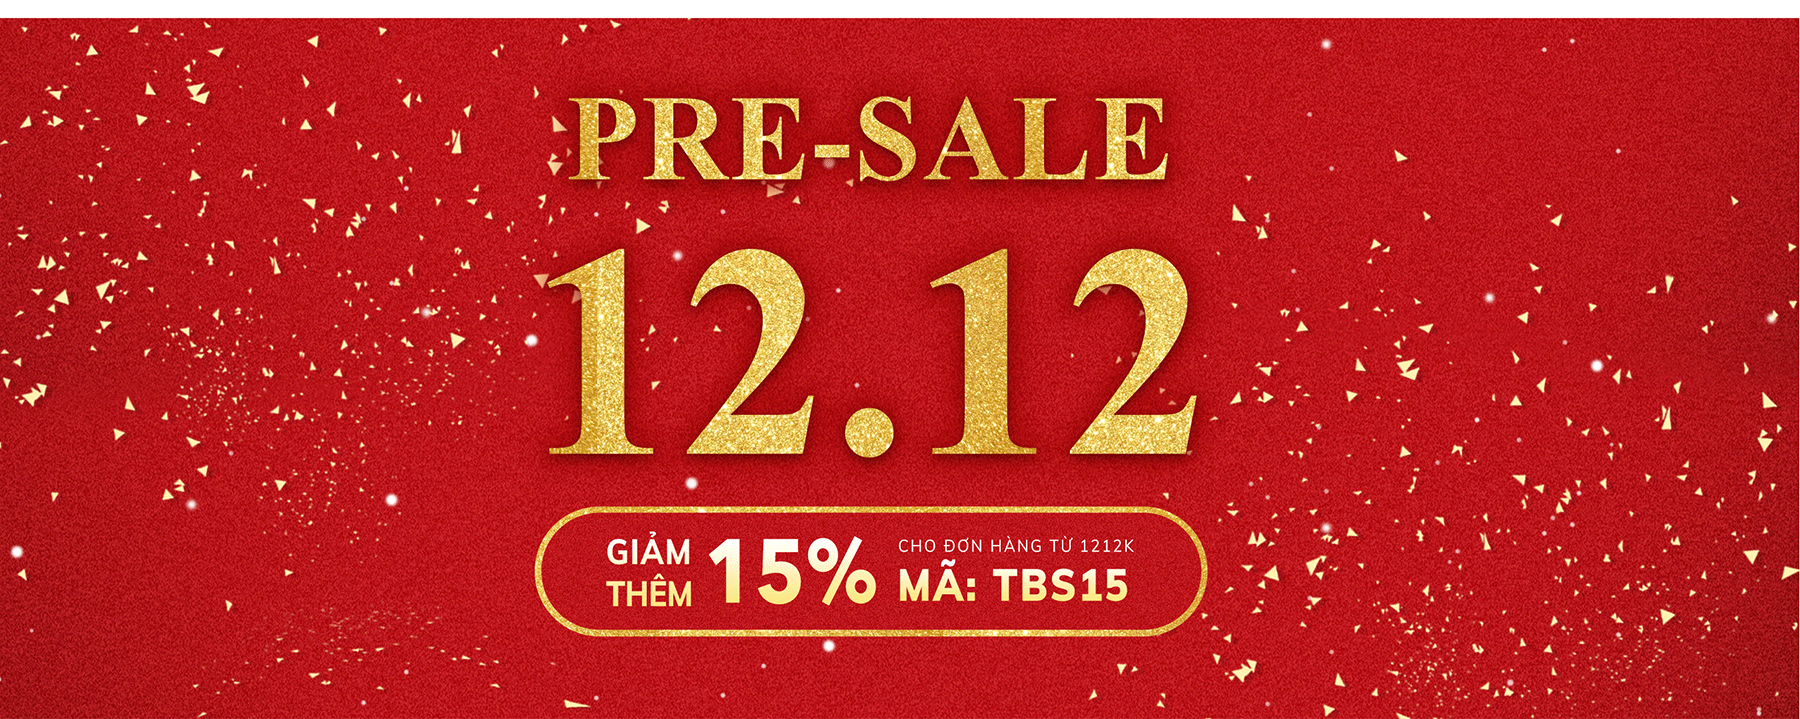 PRE-SALE
12.12
GIẢM THÊM
15%
CHO ĐƠN HÀNG TỪ 1212K
MÃ: TBS15